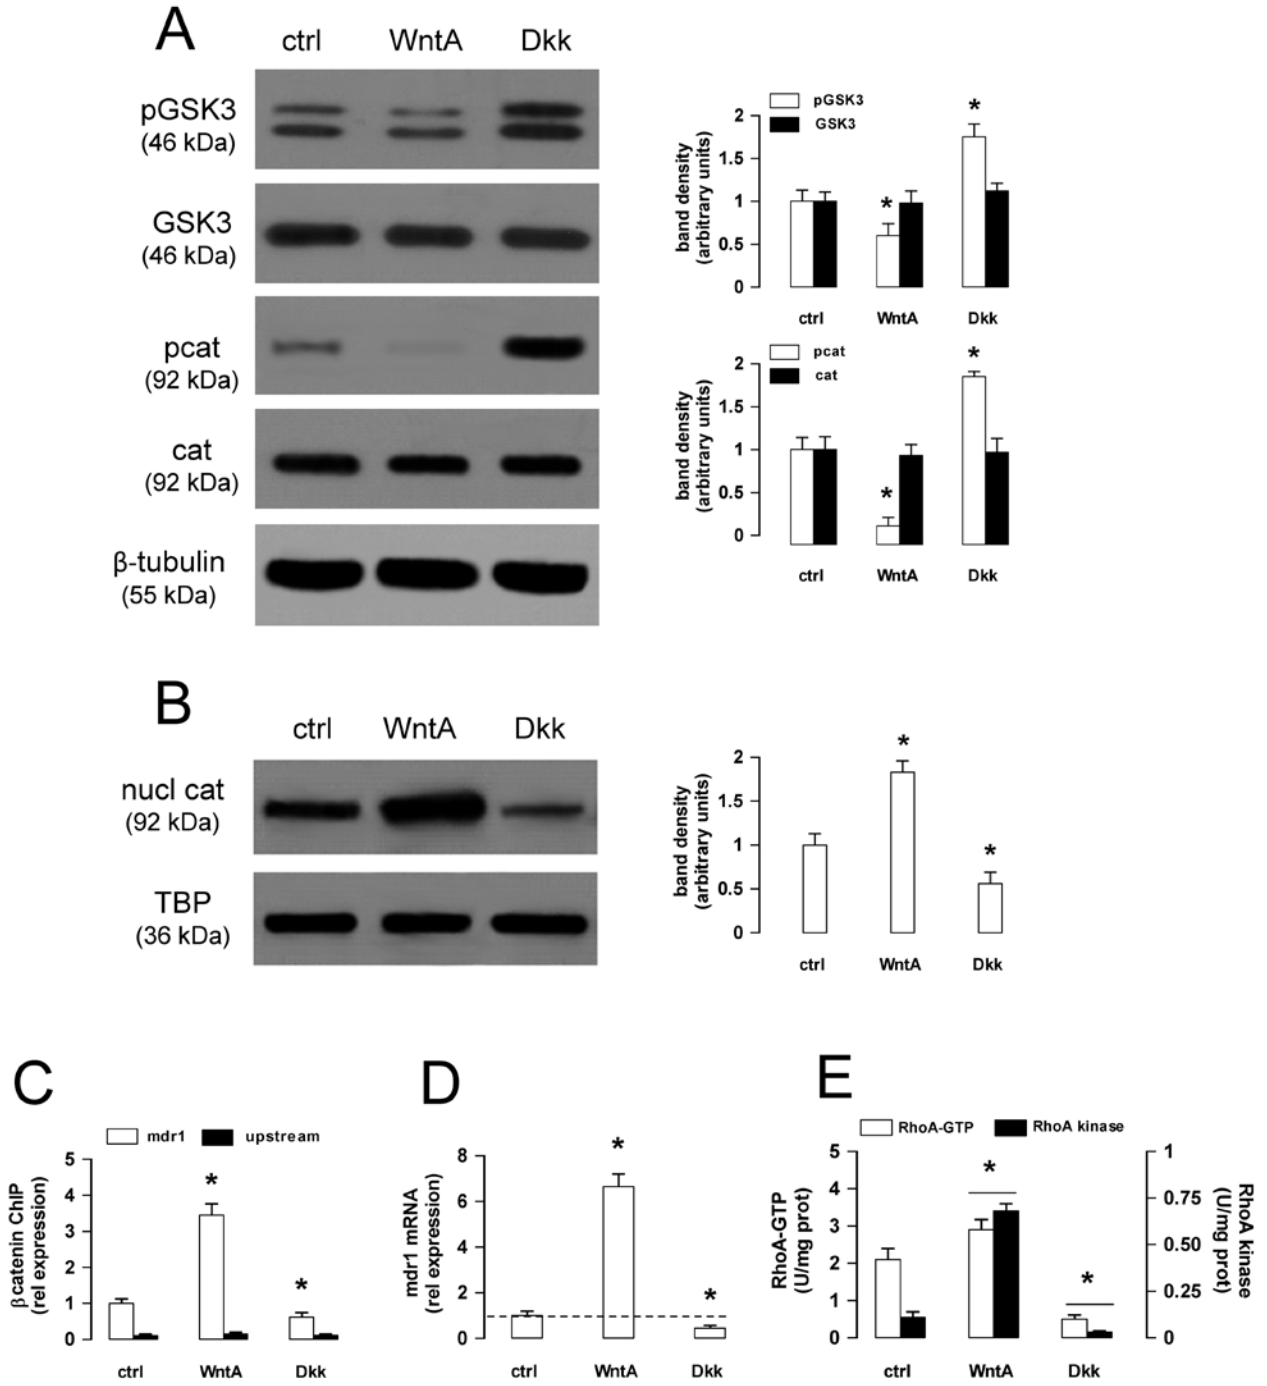 A
ctrl WntA Dkk
pGSK3
(46 kDa)
GSK3
(46 kDa)
pcat
(92 kDa)
cat
(92 kDa)
β-tubulin
(55 kDa)
pGSK3
GSK3
band density
(arbitrary units)
2
1.5
1
0.5
0
*
*
ctrl WntA Dkk
pcat
cat
band density
(arbitrary units)
2
1.5
1
0.5
0
*
*
ctrl WntA Dkk
B
ctrl WntA Dkk
nucl cat
(92 kDa)
TBP
(36 kDa)
band density
(arbitrary units)
2
1.5
1
0.5
0
*
*
ctrl WntA Dkk
C
mdr1 upstream
βcatenin ChIP
(rel expression)
5
4
3
2
1
0
*
*
ctrl WntA Dkk
D
mdr1 mRNA
(rel expression)
8
6
4
2
0
*
*
ctrl WntA Dkk
E
RhoA-GTP RhoA kinase
RhoA-GTP
(U/mg prot)
5
4
3
2
1
0
*
*
1
0.75
0.50
0.25
0
RhoA kinase
(U/mg prot)
ctrl WntA Dkk